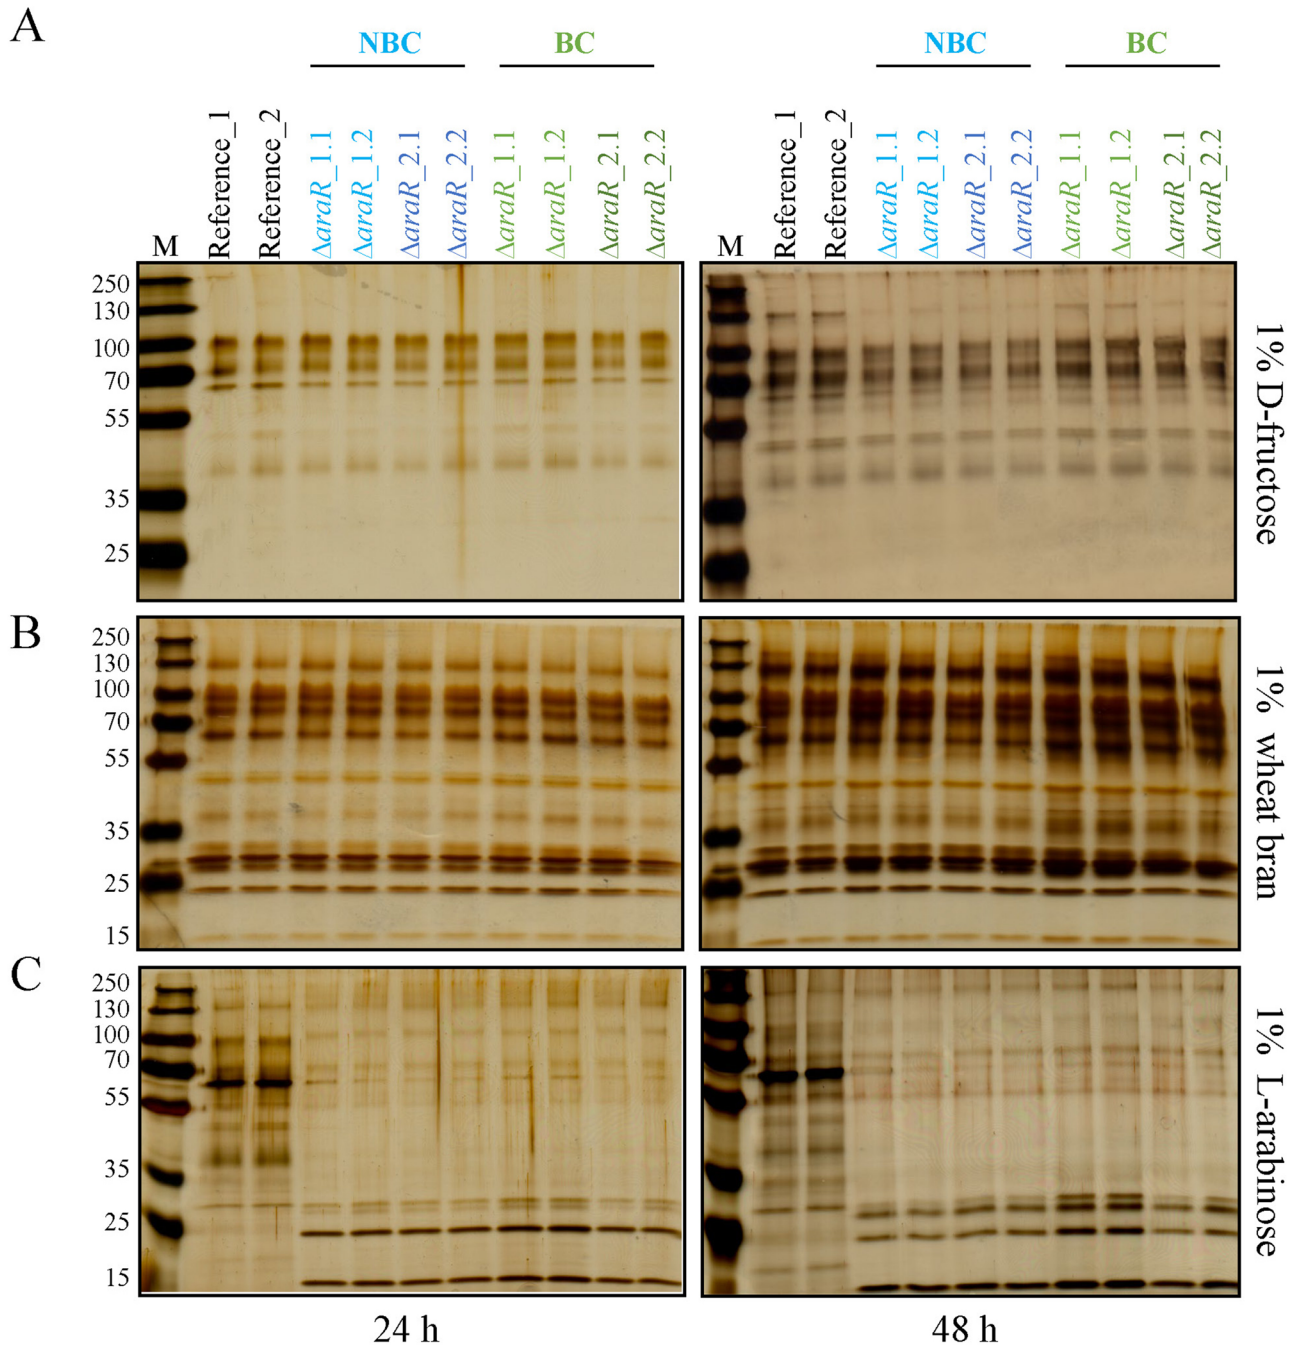 A
NBC BC NBC BC
M Reference_1 Reference_2 ΔaraR_1.1 ΔaraR_1.2 ΔaraR_2.1 ΔaraR_2.2 ΔaraR_1.1 ΔaraR_1.2 ΔaraR_2.1 ΔaraR_2.2
M Reference_1 Reference_2 ΔaraR_1.1 ΔaraR_1.2 ΔaraR_2.1 ΔaraR_2.2 ΔaraR_1.1 ΔaraR_1.2 ΔaraR_2.1 ΔaraR_2.2
250
130
100
70
55
35
25
1% D-fructose
B
250
130
100
70
55
35
25
15
1% wheat bran
C
250
130
100
70
55
35
25
15
1% L-arabinose
24 h 48 h